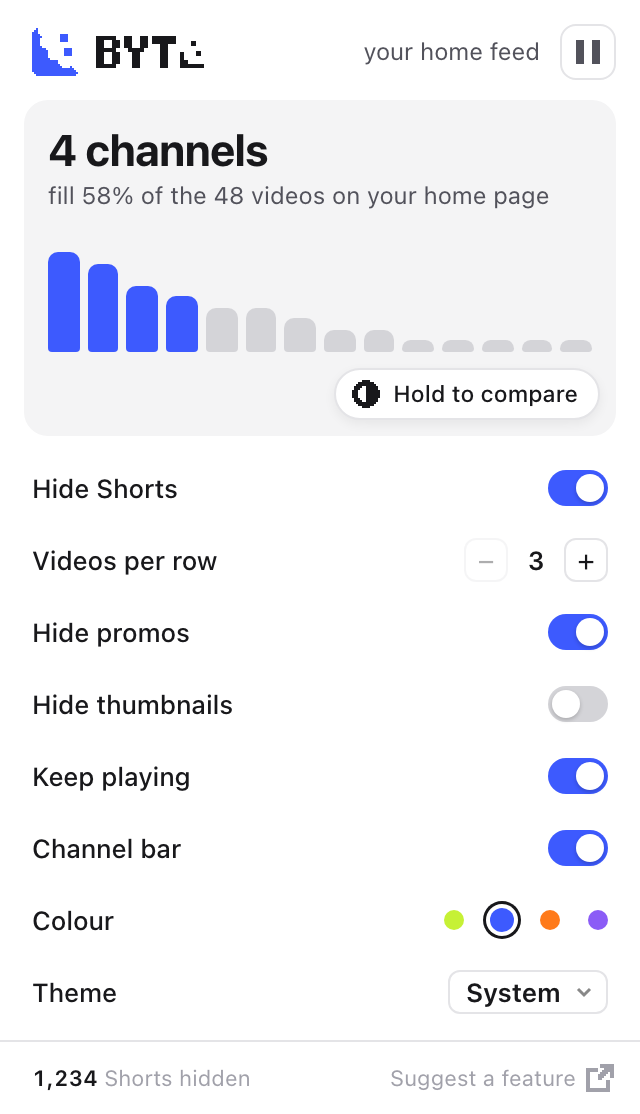 BYTE
your home feed
4 channels
fill 58% of the 48 videos on your home page
Hold to compare
Hide Shorts
Videos per row
− 3 +
Hide promos
Hide thumbnails
Keep playing
Channel bar
Colour
Theme
System
1,234 Shorts hidden
Suggest a feature